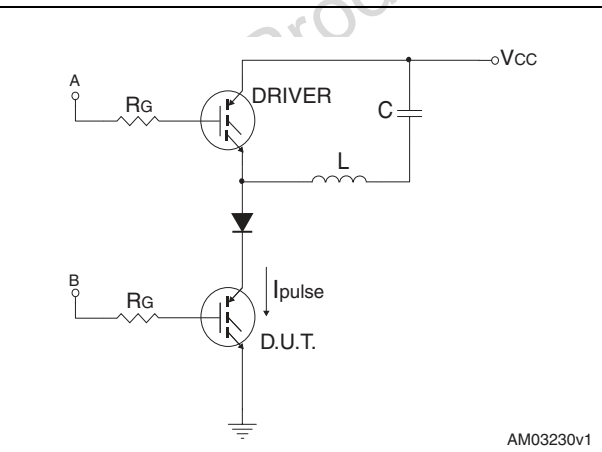 VCC
A
RG
DRIVER
C
L
B
RG
Ipulse
D.U.T.
AM03230v1